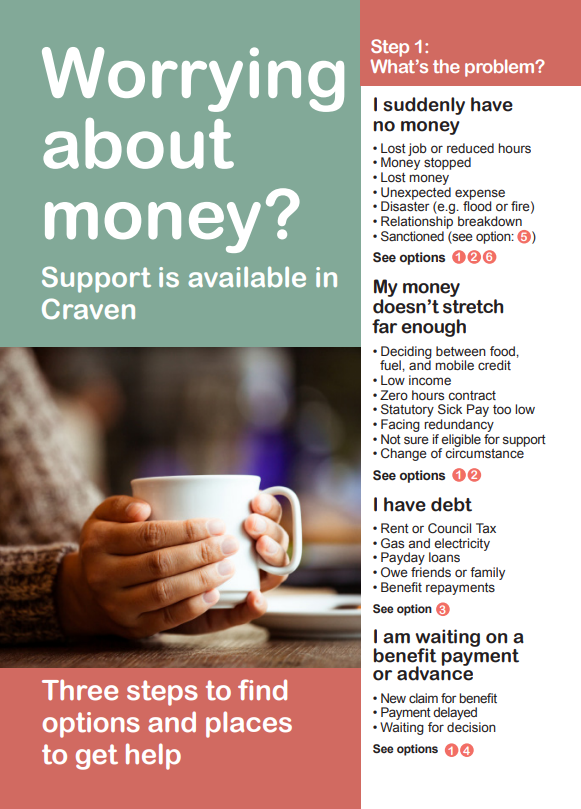 Worrying
about
money?
Support is available in
Craven
Three steps to find
options and places
to get help
Step 1:
What's the problem?
I suddenly have
no money
• Lost job or reduced hours
• Money stopped
• Lost money
• Unexpected expense
• Disaster (e.g. flood or fire)
• Relationship breakdown
• Sanctioned (see option: 5)
See options 1 2 6
My money
doesn't stretch
far enough
• Deciding between food,
fuel, and mobile credit
• Low income
• Zero hours contract
• Statutory Sick Pay too low
• Facing redundancy
• Not sure if eligible for support
• Change of circumstance
See options 1 2
I have debt
• Rent or Council Tax
• Gas and electricity
• Payday loans
• Owe friends or family
• Benefit repayments
See option 3
I am waiting on a
benefit payment
or advance
• New claim for benefit
• Payment delayed
• Waiting for decision
See options 1 4